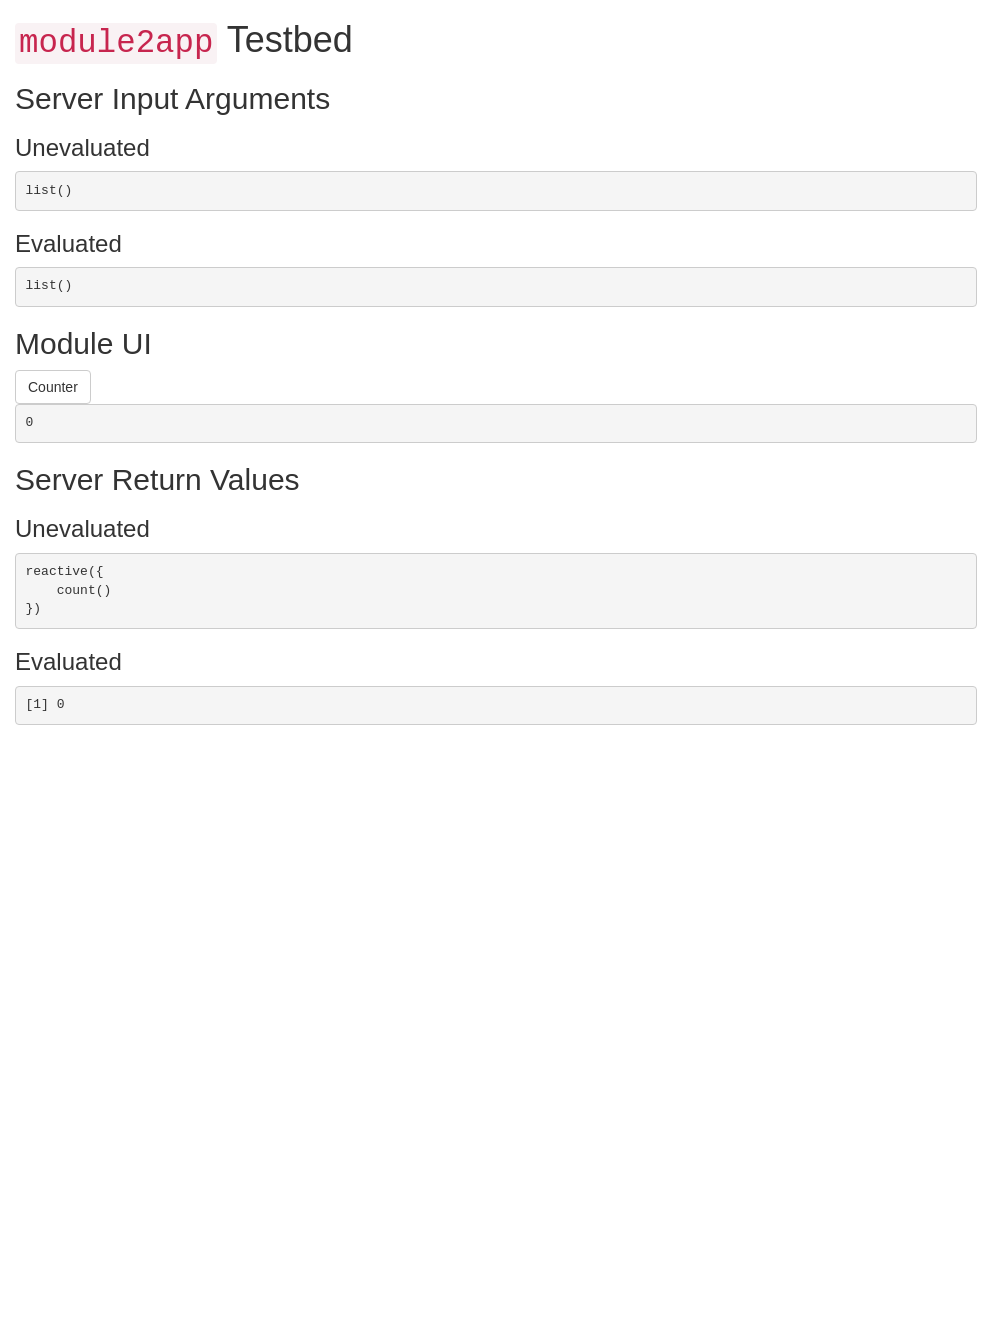 module2app Testbed
Server Input Arguments
Unevaluated
list()
Evaluated
list()
Module UI
Counter
0
Server Return Values
Unevaluated
reactive({
    count()
})
Evaluated
[1] 0